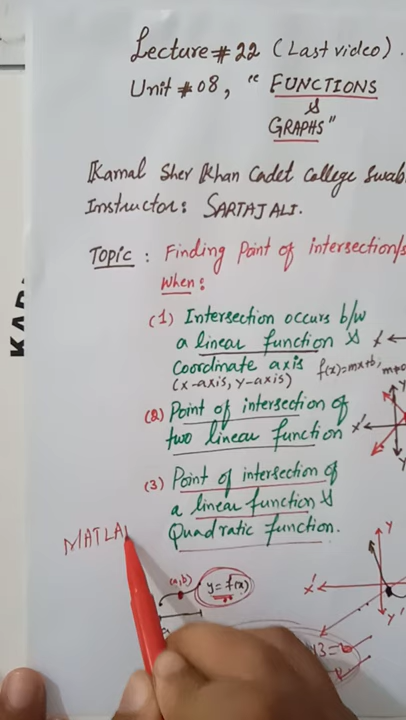 Lecture # 22 (Last video).
Unit # 08, " FUNCTIONS
&
GRAPHS"
Karnal Sher Khan Cadet College Swabi
Instructor: SARTAJ ALI.
Topic: Finding Point of intersection/s
When:
(1) Intersection occurs b/w
a linear function &
Coordinate axis
(x-axis, y-axis)
f(x)=mx+b; m≠0
X'
Y
(2) Point of intersection of
two linear function
X'
Y'
(3) Point of intersection of
a linear function &
Quadratic function.
MATLA
(a,b)
y = f(x)
Y
X'
Y'